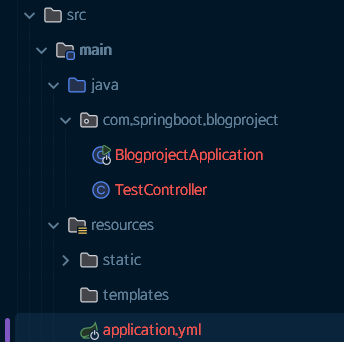 src
main
java
com.springboot.blogproject
BlogprojectApplication
TestController
resources
static
templates
application.yml